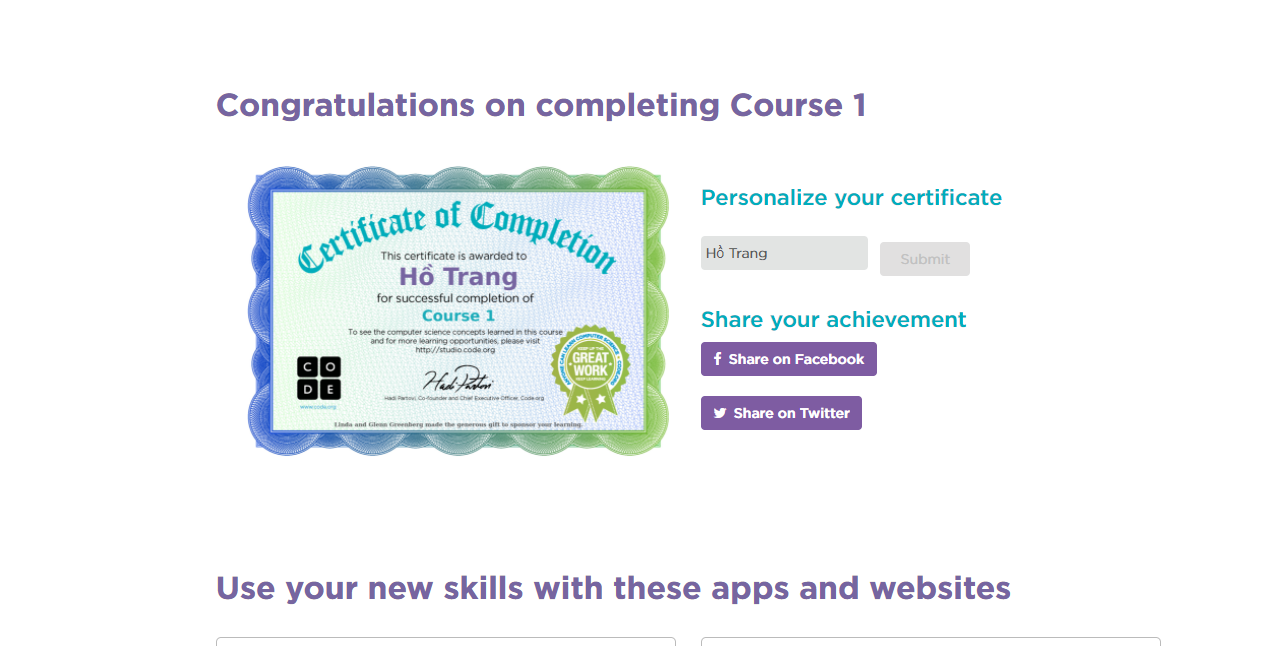 Congratulations on completing Course 1
Certificate of Completion
This certificate is awarded to
Hồ Trang
for successful completion of
Course 1
To see the computer science concepts learned in this course
and for more learning opportunities, please visit
http://studio.code.org
C O
D E
www.code.org
Hadi Partovi, Co-founder and Chief Executive Officer, Code.org
GREAT
WORK
Linda and Glenn Greenberg made the generous gift to sponsor your learning.
Personalize your certificate
Hồ Trang
Submit
Share your achievement
f Share on Facebook
Share on Twitter
Use your new skills with these apps and websites